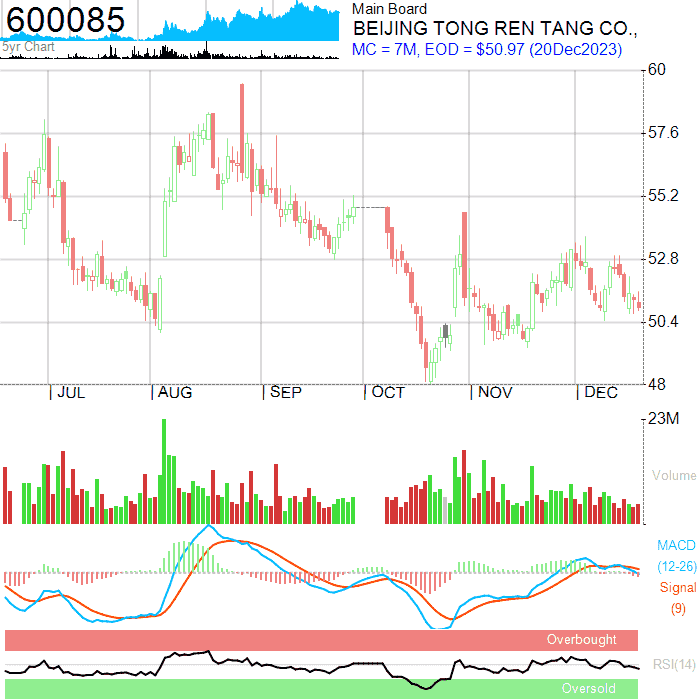 600085
5yr Chart
Main Board
BEIJING TONG REN TANG CO.,
MC = 7M, EOD = $50.97 (20Dec2023)
60
57.6
55.2
52.8
50.4
48
JUL AUG SEP OCT NOV DEC
23M
Volume
MACD
(12-26)
Signal
(9)
Overbought
RSI(14)
Oversold